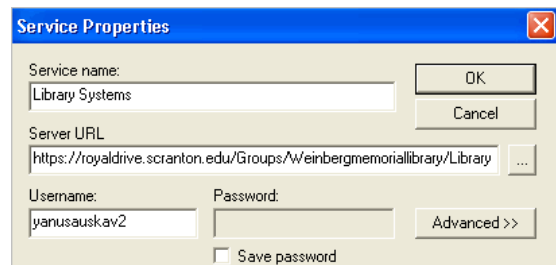 Service Properties
Service name:
OK
Library Systems
Cancel
Server URL
https://royaldrive.scranton.edu/Groups/Weinbergmemoriallibrary/Library
...
Username:
Password:
yanusauskav2
Advanced >>
Save password